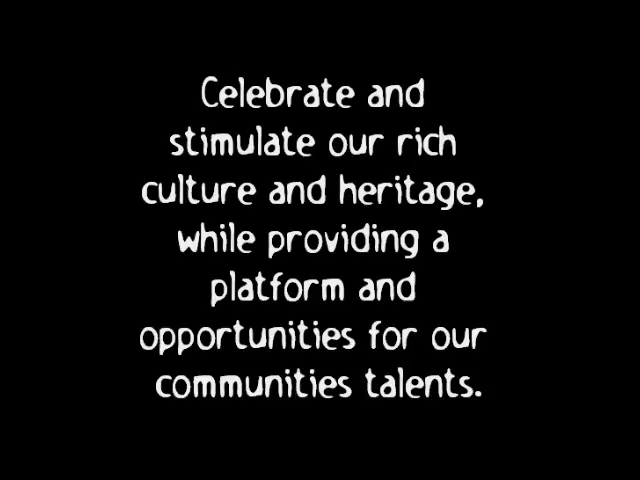 Celebrate and
stimulate our rich
culture and heritage,
while providing a
platform and
opportunities for our
communities talents.